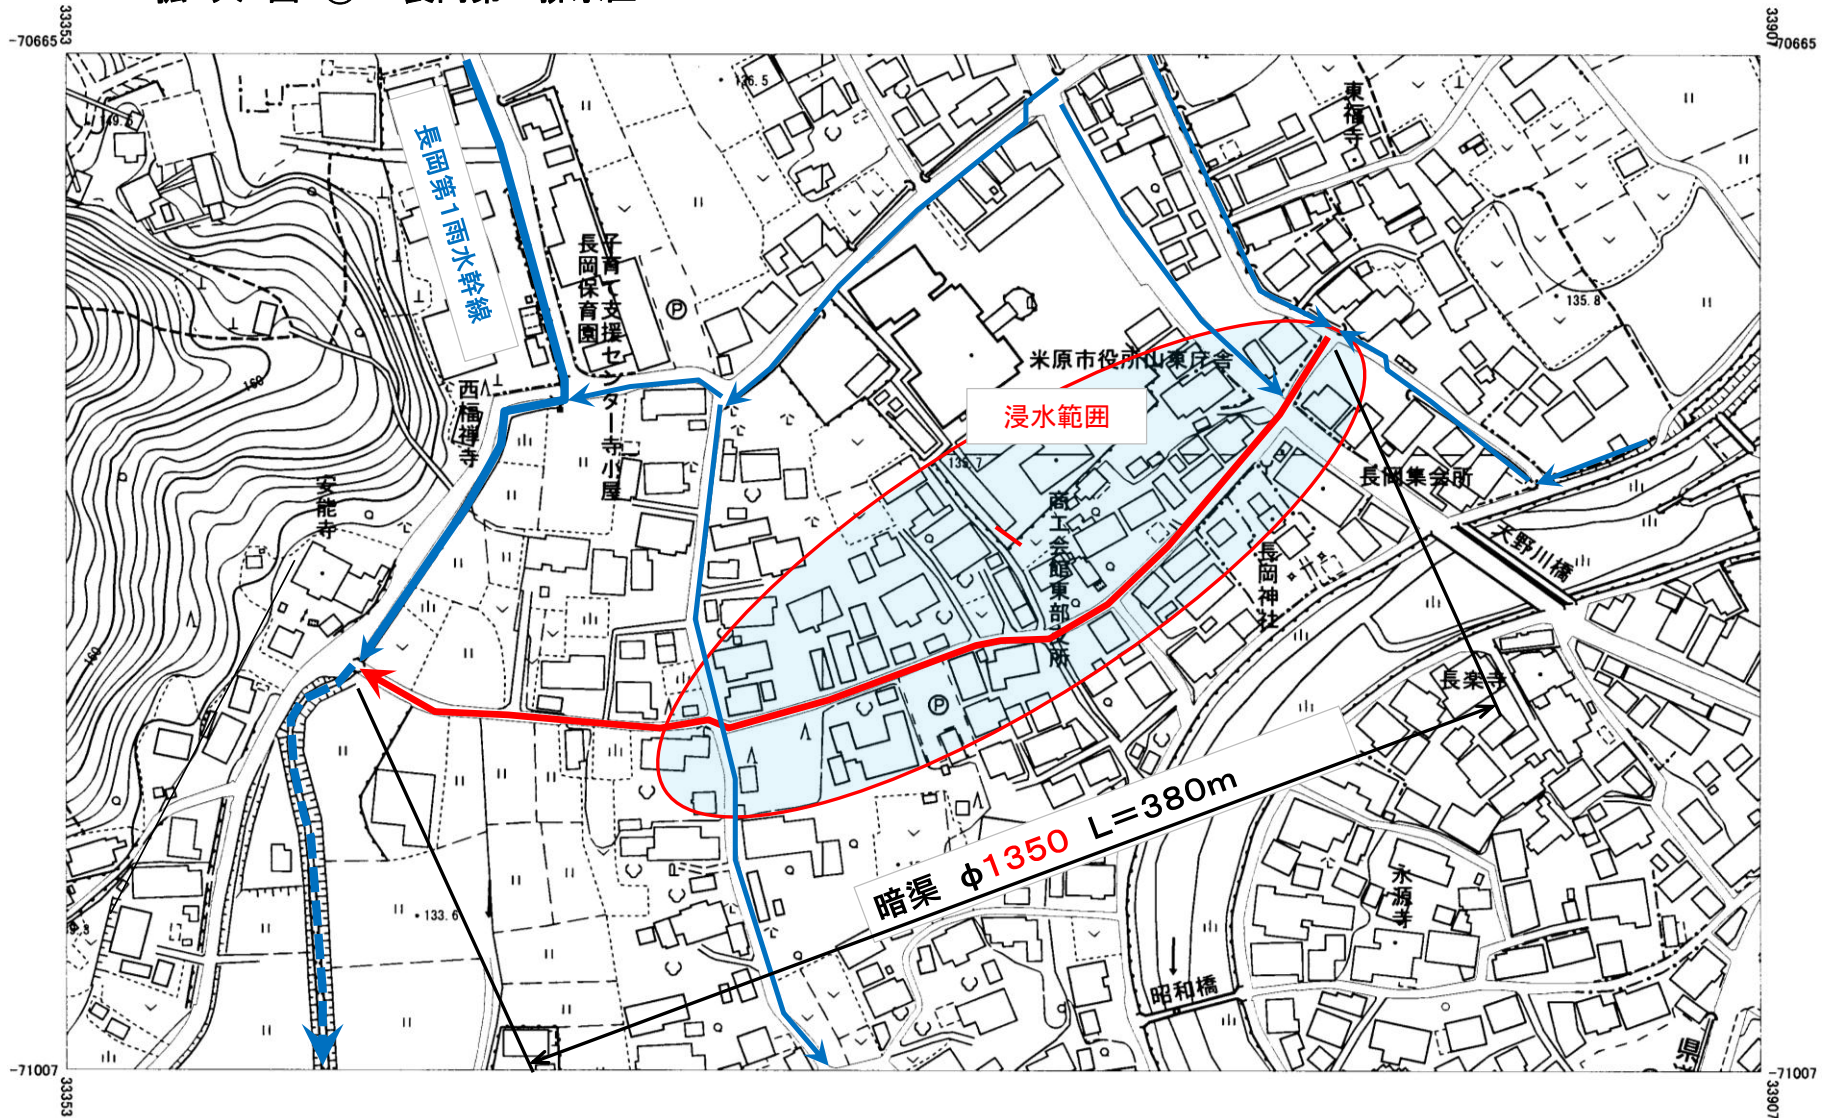 33353
33907
-70665
-70665
136.5
149.5
東福寺
長岡第1雨水幹線
子育て支援センター寺小屋
長岡保育園
P
135.8
米原市役所山東庁舎
160
西福禅寺
浸水範囲
135.7
長岡集会所
安能寺
商工会館東部支所
天野川橋
長岡神社
長楽寺
P
暗渠 φ1350 L=380m
永源寺
133.6
昭和橋
県
-71007
-71007
33353
33907